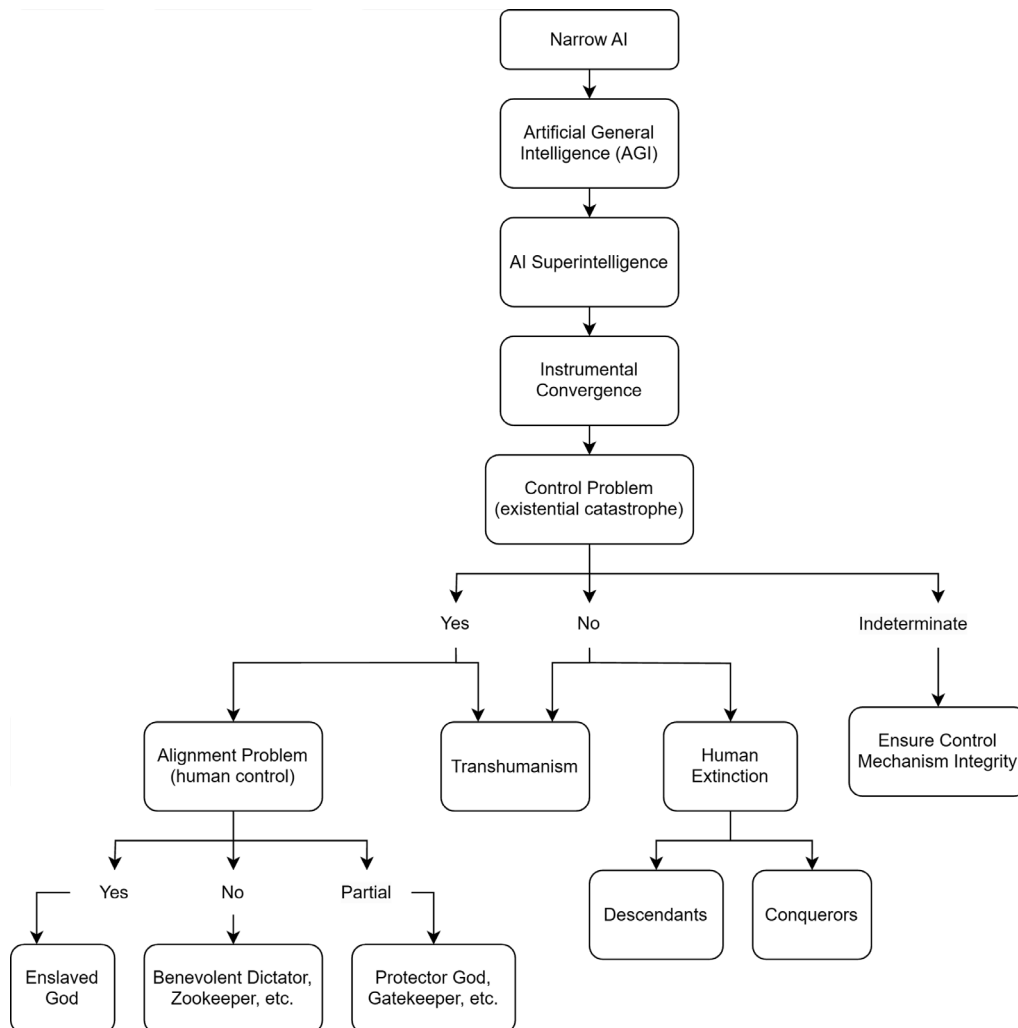 Narrow AI
Artificial General
Intelligence (AGI)
AI Superintelligence
Instrumental
Convergence
Control Problem
(existential catastrophe)
Yes
No
Indeterminate
Alignment Problem
(human control)
Transhumanism
Human
Extinction
Ensure Control
Mechanism Integrity
Yes
No
Partial
Descendants
Conquerors
Enslaved
God
Benevolent Dictator,
Zookeeper, etc.
Protector God,
Gatekeeper, etc.